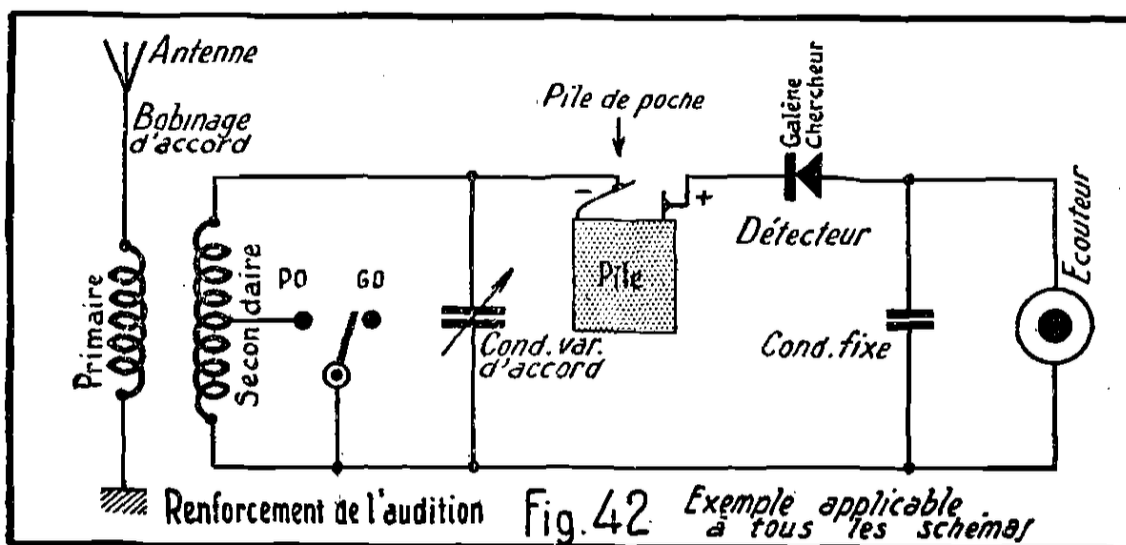 Antenne
Bobinage
d'accord
Primaire
Secondaire
PO
GO
Cond. var.
d'accord
Pile de poche
-
+
Pile
Galène
Chercheur
Détecteur
Cond. fixe
Ecouteur
Renforcement de l'audition
Fig. 42
Exemple applicable
à tous les schémas